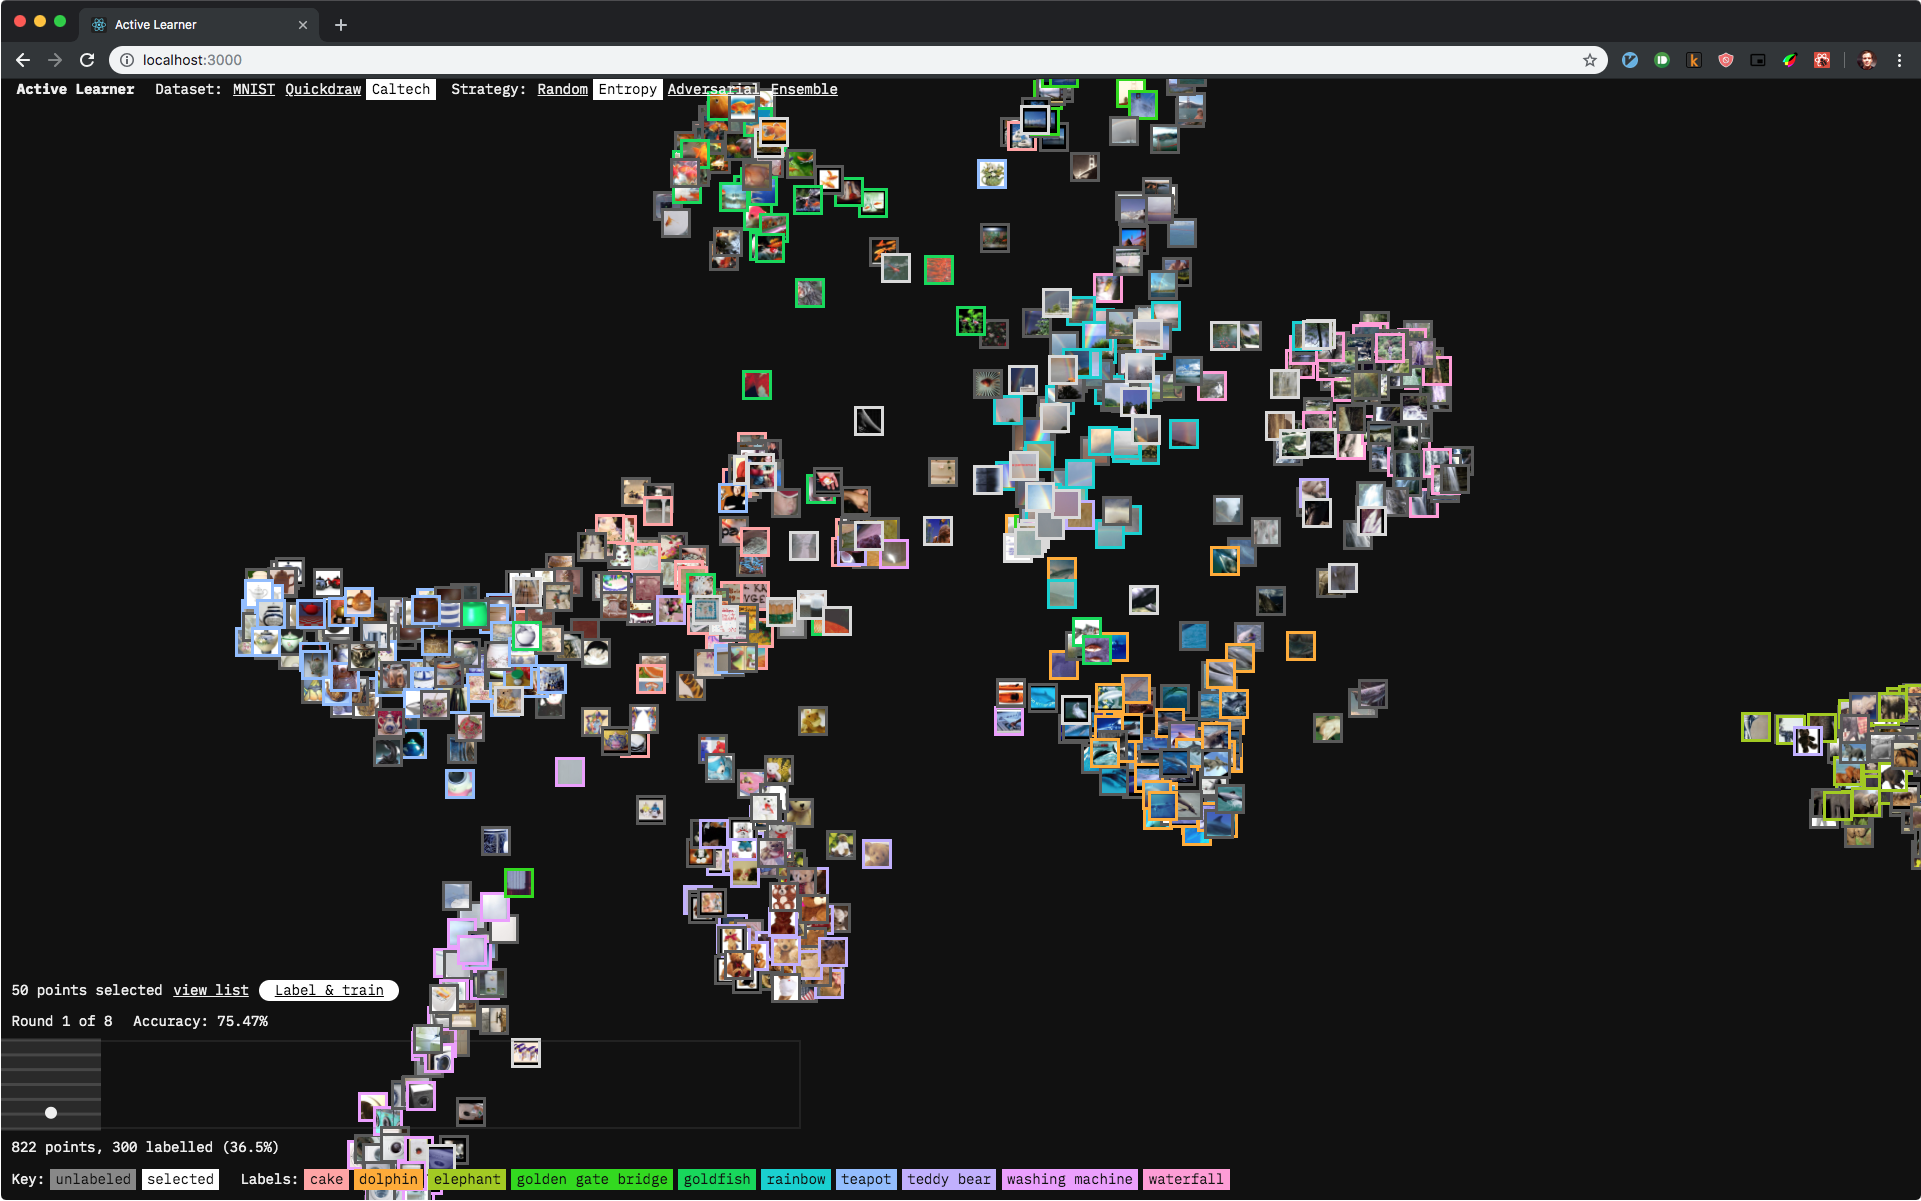 Active Learner
localhost:3000
Active Learner Dataset: MNIST Quickdraw Caltech Strategy: Random Entropy Adversarial Ensemble
50 points selected view list Label & train
Round 1 of 8 Accuracy: 75.47%
822 points, 300 labelled (36.5%)
Key: unlabeled selected Labels: cake dolphin elephant golden gate bridge goldfish rainbow teapot teddy bear washing machine waterfall